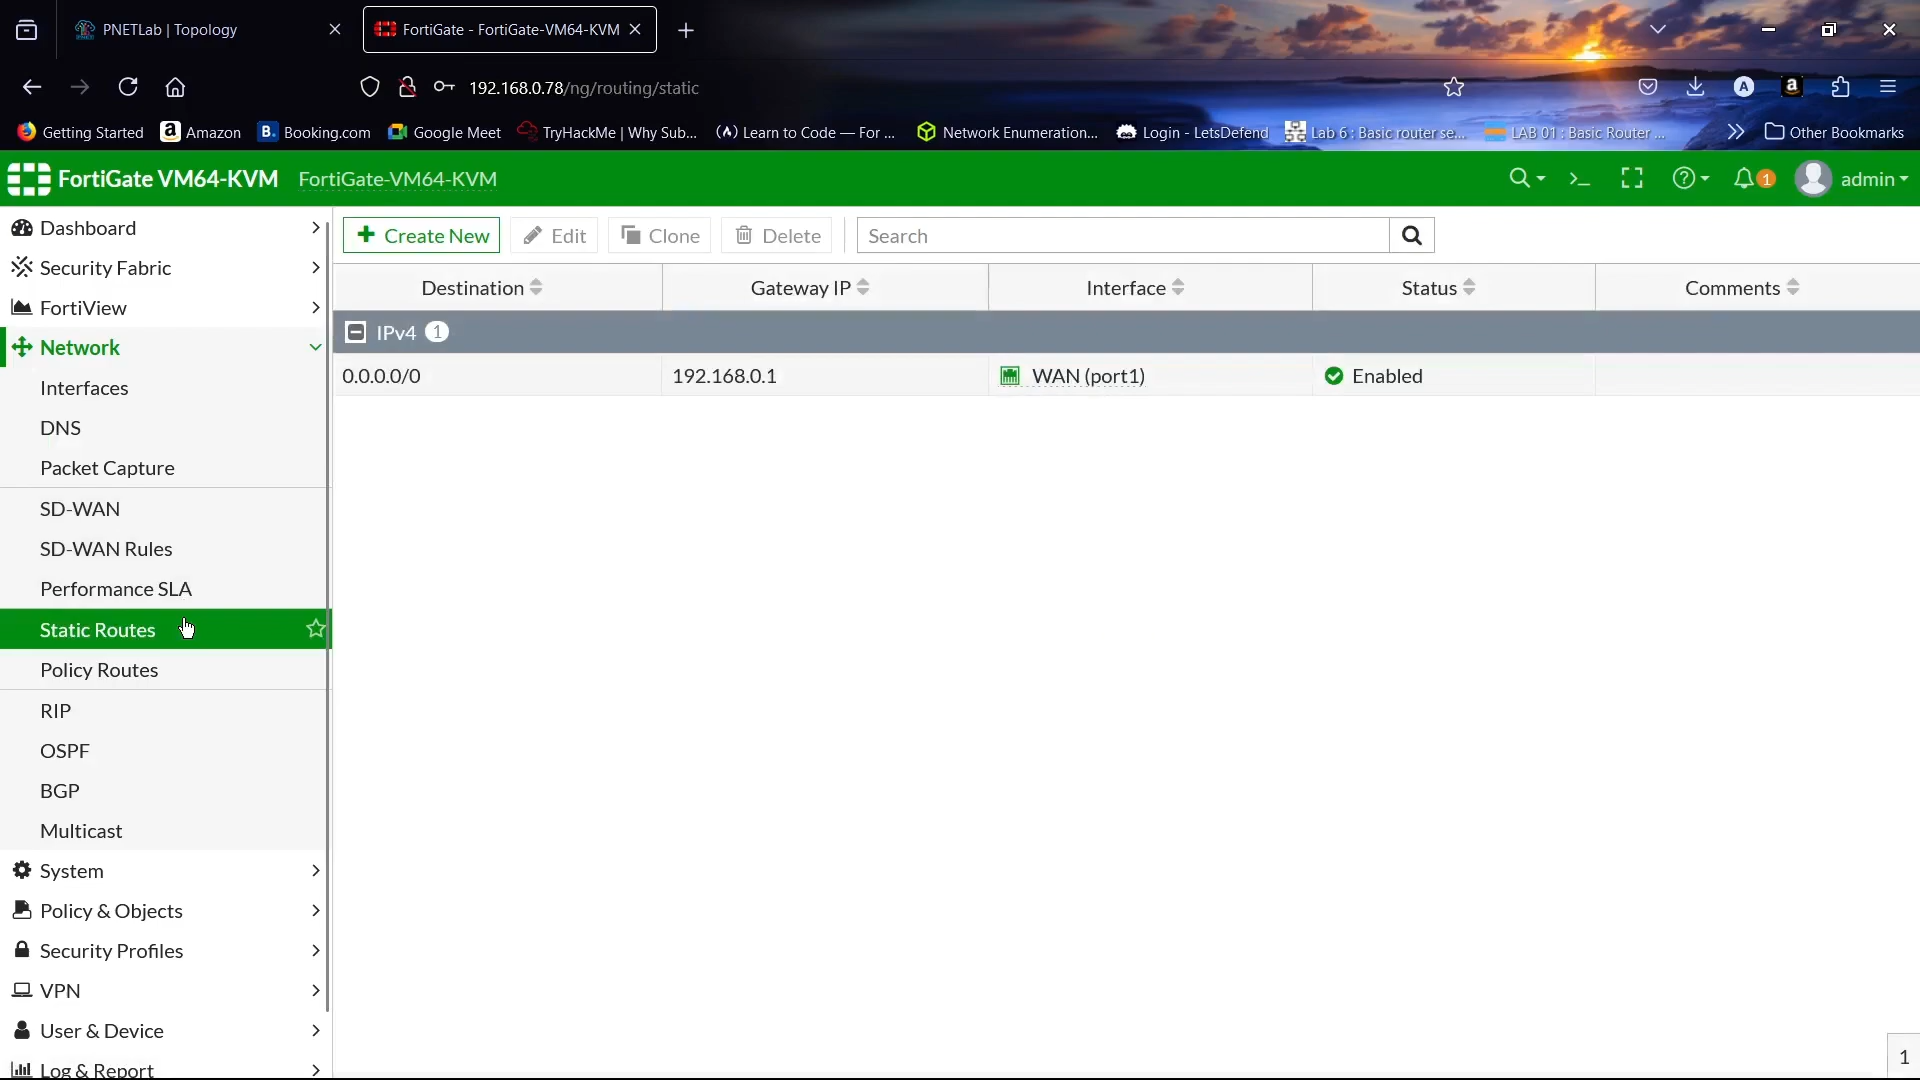 PNETLab | Topology
FortiGate - FortiGate-VM64-KVM
192.168.0.78/ng/routing/static
Getting Started
Amazon
Booking.com
Google Meet
TryHackMe | Why Sub...
Learn to Code — For ...
Network Enumeration...
Login - LetsDefend
Lab 6 : Basic router se...
LAB 01 : Basic Router ...
Other Bookmarks
FortiGate VM64-KVM
FortiGate-VM64-KVM
1
admin
Dashboard
Security Fabric
FortiView
Network
Interfaces
DNS
Packet Capture
SD-WAN
SD-WAN Rules
Performance SLA
Static Routes
Policy Routes
RIP
OSPF
BGP
Multicast
System
Policy & Objects
Security Profiles
VPN
User & Device
Log & Report
Create New
Edit
Clone
Delete
Search
Destination
Gateway IP
Interface
Status
Comments
IPv4 1
0.0.0.0/0
192.168.0.1
WAN (port1)
Enabled
1